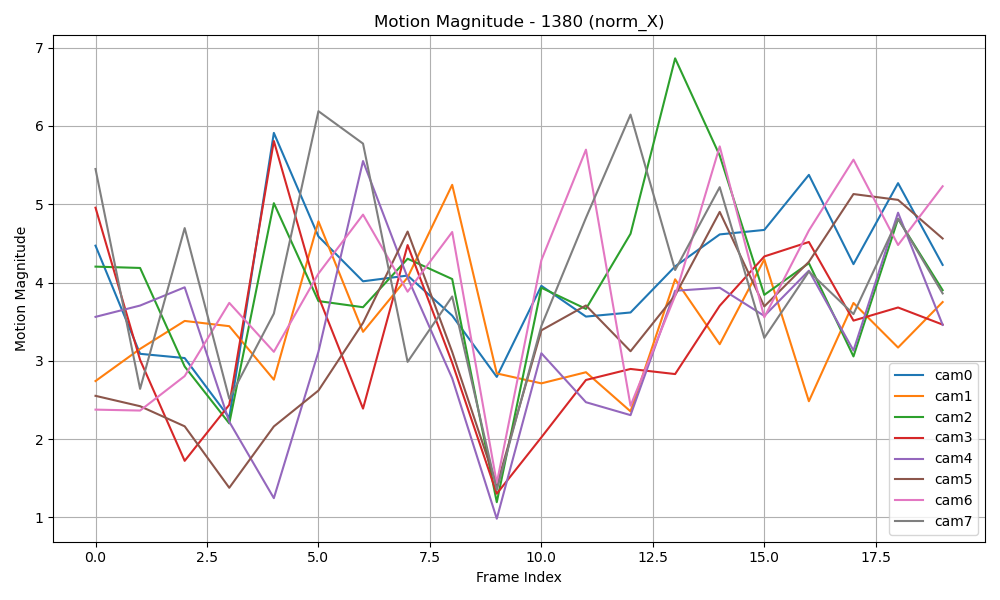 Motion Magnitude - 1380 (norm_X)
Motion Magnitude
7
6
5
4
3
2
1
0.0 2.5 5.0 7.5 10.0 12.5 15.0 17.5
Frame Index
cam0
cam1
cam2
cam3
cam4
cam5
cam6
cam7